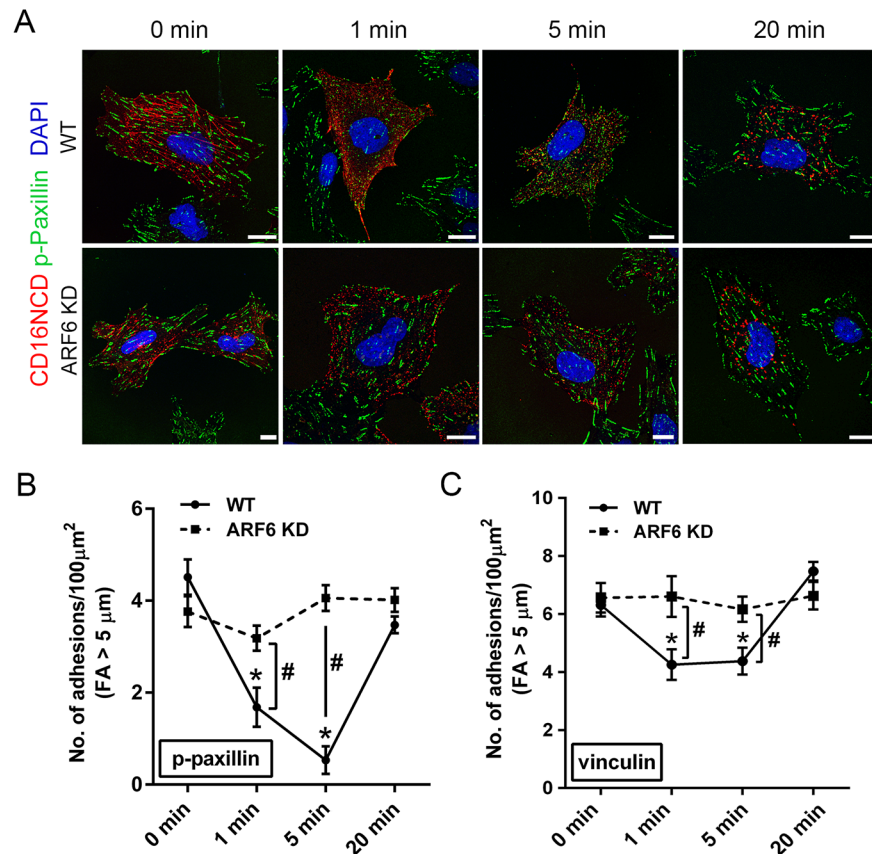 A
0 min 1 min 5 min 20 min
CD16NCD p-Paxillin DAPI
WT
ARF6 KD
B
WT
ARF6 KD
No. of adhesions/100μm²
(FA > 5 μm)
6
4
2
0
*
#
#
*
p-paxillin
0 min
1 min
5 min
20 min
C
WT
ARF6 KD
No. of adhesions/100μm²
(FA > 5 μm)
10
8
6
4
2
0
*
#
*
#
vinculin
0 min
1 min
5 min
20 min